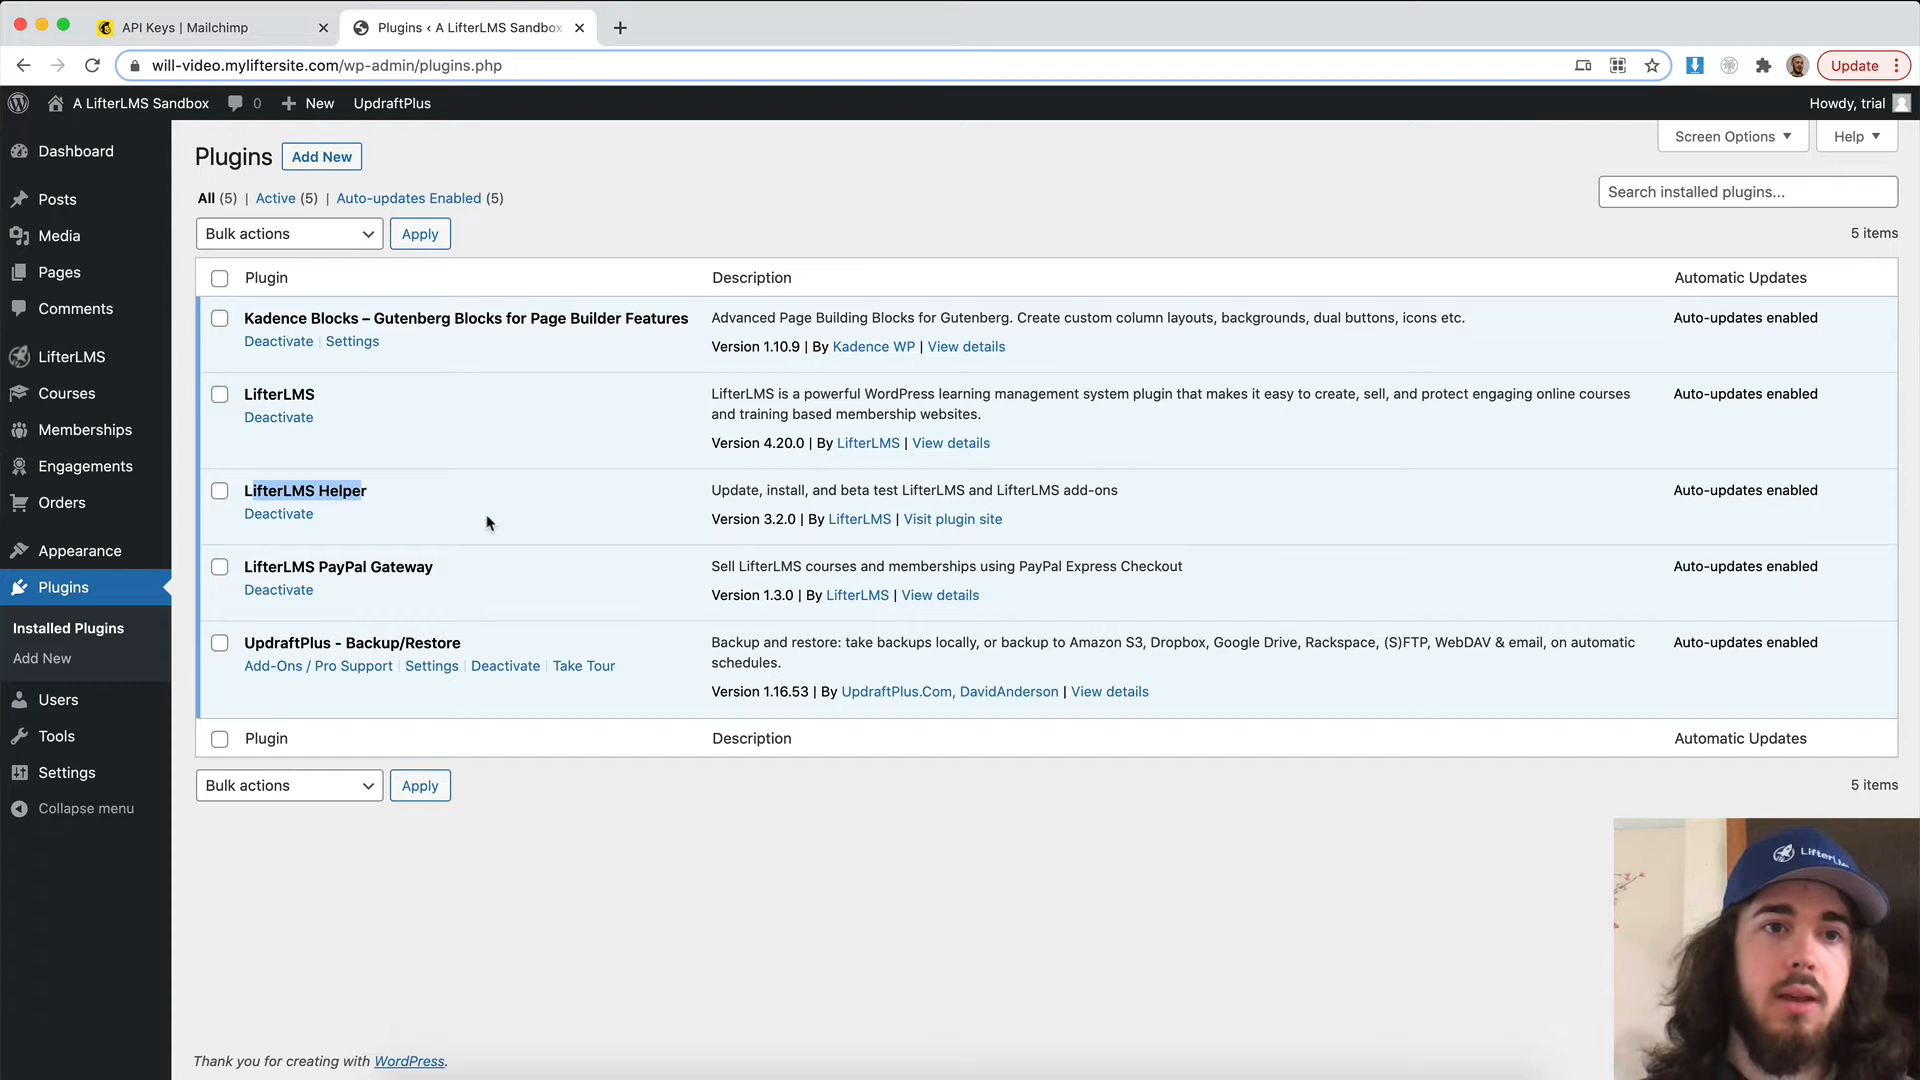 API Keys | Mailchimp
Plugins ‹ A LifterLMS Sandbox
will-video.myliftersite.com/wp-admin/plugins.php
Update
A LifterLMS Sandbox
0
New
UpdraftPlus
Howdy, trial
Dashboard
Posts
Media
Pages
Comments
LifterLMS
Courses
Memberships
Engagements
Orders
Appearance
Plugins
Installed Plugins
Add New
Users
Tools
Settings
Collapse menu
Plugins
Add New
Screen Options
Help
All (5) | Active (5) | Auto-updates Enabled (5)
Search installed plugins...
Bulk actions
Apply
5 items
Plugin
Description
Automatic Updates
Kadence Blocks – Gutenberg Blocks for Page Builder Features
Deactivate | Settings
Advanced Page Building Blocks for Gutenberg. Create custom column layouts, backgrounds, dual buttons, icons etc.
Version 1.10.9 | By Kadence WP | View details
Auto-updates enabled
LifterLMS
Deactivate
LifterLMS is a powerful WordPress learning management system plugin that makes it easy to create, sell, and protect engaging online courses
and training based membership websites.
Version 4.20.0 | By LifterLMS | View details
Auto-updates enabled
LifterLMS Helper
Deactivate
Update, install, and beta test LifterLMS and LifterLMS add-ons
Version 3.2.0 | By LifterLMS | Visit plugin site
Auto-updates enabled
LifterLMS PayPal Gateway
Deactivate
Sell LifterLMS courses and memberships using PayPal Express Checkout
Version 1.3.0 | By LifterLMS | View details
Auto-updates enabled
UpdraftPlus - Backup/Restore
Add-Ons / Pro Support | Settings | Deactivate | Take Tour
Backup and restore: take backups locally, or backup to Amazon S3, Dropbox, Google Drive, Rackspace, (S)FTP, WebDAV & email, on automatic
schedules.
Version 1.16.53 | By UpdraftPlus.Com, DavidAnderson | View details
Auto-updates enabled
Plugin
Description
Automatic Updates
Bulk actions
Apply
5 items
Thank you for creating with WordPress.